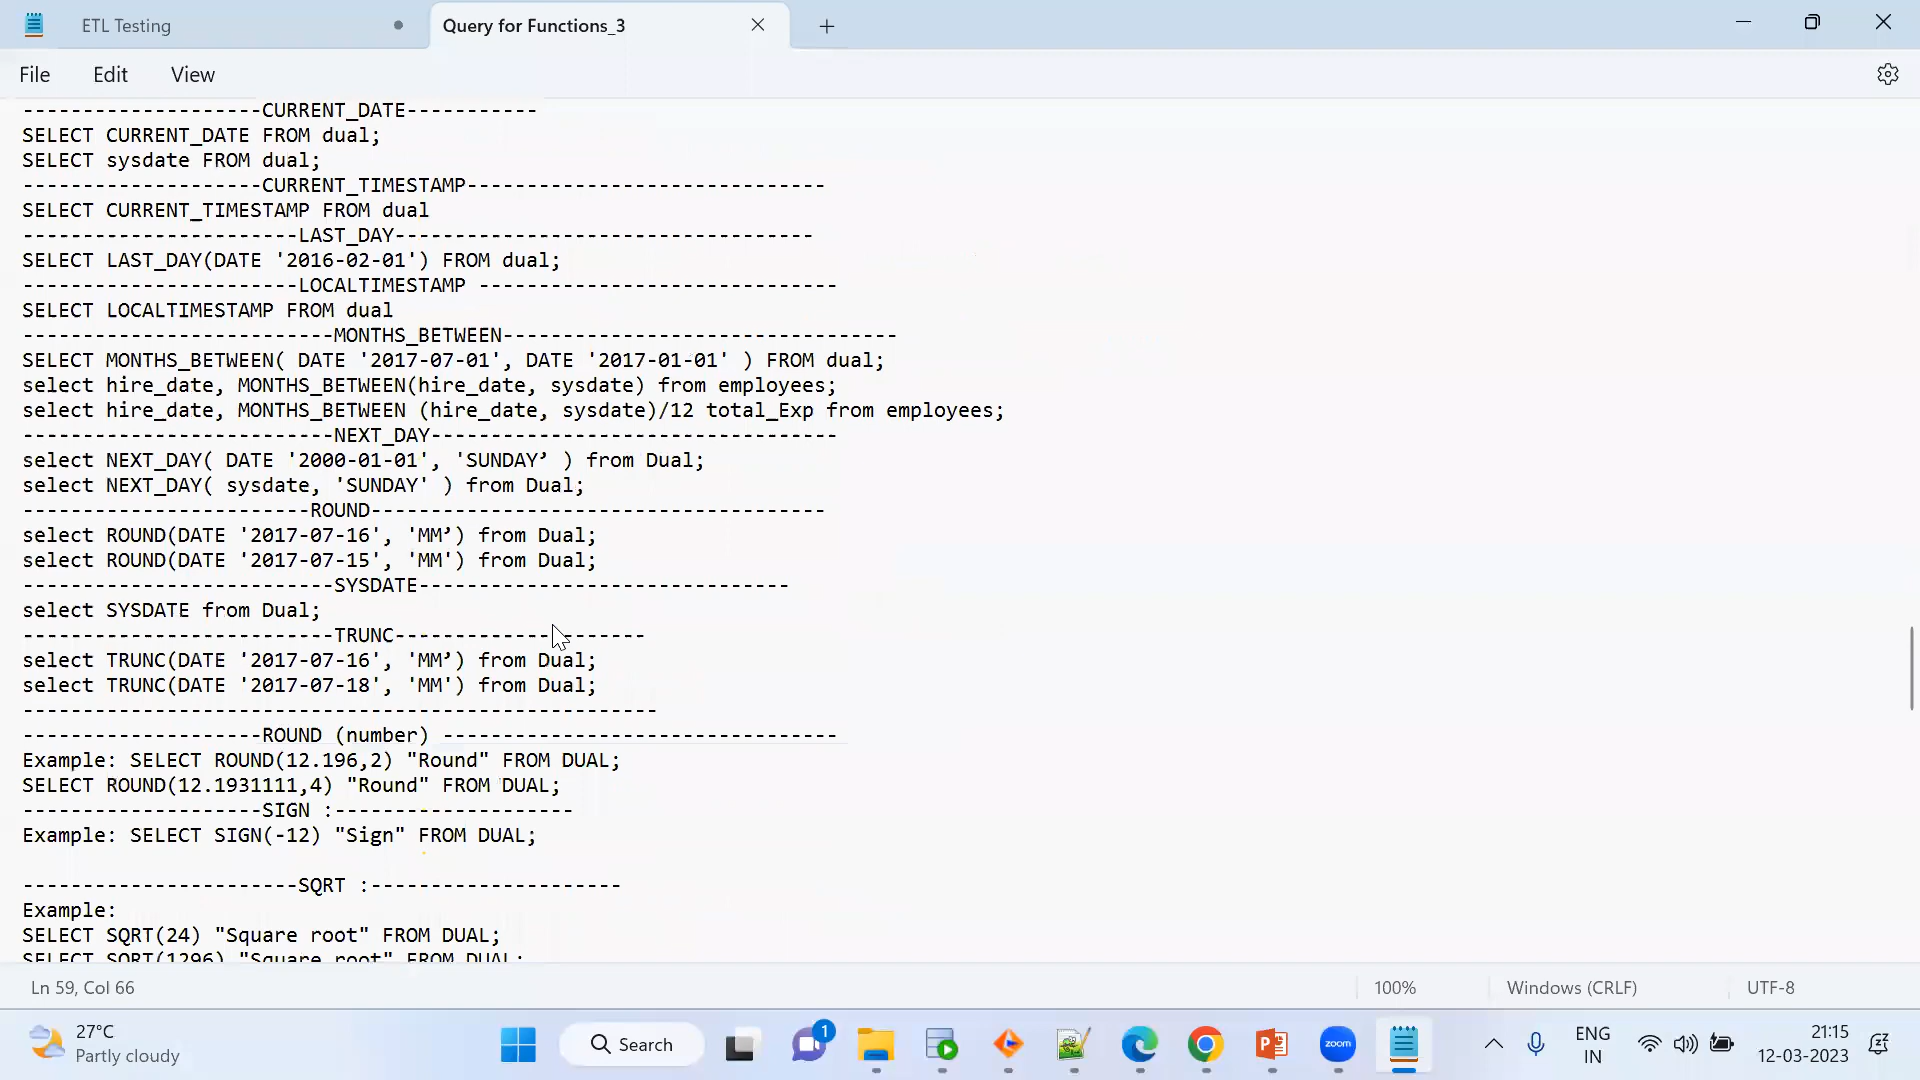 ETL Testing
Query for Functions_3
File Edit View
--------------------CURRENT_DATE-----------
SELECT CURRENT_DATE FROM dual;
SELECT sysdate FROM dual;
--------------------CURRENT_TIMESTAMP------------------------------
SELECT CURRENT_TIMESTAMP FROM dual
-----------------------LAST_DAY-----------------------------------
SELECT LAST_DAY(DATE '2016-02-01') FROM dual;
-----------------------LOCALTIMESTAMP ------------------------------
SELECT LOCALTIMESTAMP FROM dual
--------------------------MONTHS_BETWEEN---------------------------------
SELECT MONTHS_BETWEEN( DATE '2017-07-01', DATE '2017-01-01' ) FROM dual;
select hire_date, MONTHS_BETWEEN(hire_date, sysdate) from employees;
select hire_date, MONTHS_BETWEEN (hire_date, sysdate)/12 total_Exp from employees;
--------------------------NEXT_DAY----------------------------------
select NEXT_DAY( DATE '2000-01-01', 'SUNDAY’ ) from Dual;
select NEXT_DAY( sysdate, 'SUNDAY' ) from Dual;
------------------------ROUND--------------------------------------
select ROUND(DATE '2017-07-16', 'MM’) from Dual;
select ROUND(DATE '2017-07-15', 'MM') from Dual;
--------------------------SYSDATE-------------------------------
select SYSDATE from Dual;
--------------------------TRUNC---------------------
select TRUNC(DATE '2017-07-16', 'MM’) from Dual;
select TRUNC(DATE '2017-07-18', 'MM') from Dual;
-----------------------------------------------------
--------------------ROUND (number) ---------------------------------
Example: SELECT ROUND(12.196,2) "Round" FROM DUAL;
SELECT ROUND(12.1931111,4) "Round" FROM DUAL;
--------------------SIGN :--------------------
Example: SELECT SIGN(-12) "Sign" FROM DUAL;
-----------------------SQRT :---------------------
Example:
SELECT SQRT(24) "Square root" FROM DUAL;
SELECT SQRT(1296) "Square root" FROM DUAL;
Ln 59, Col 66
100%
Windows (CRLF)
UTF-8
27°C
Partly cloudy
Search
1
zoom
ENG
IN
21:15
12-03-2023